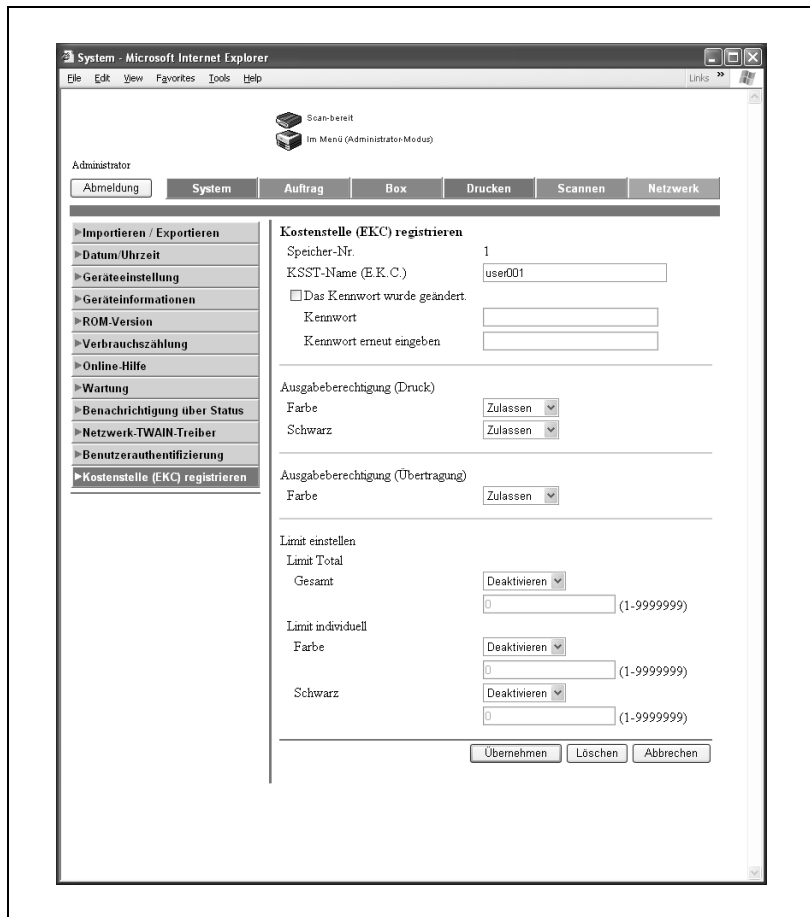 System - Microsoft Internet Explorer
File Edit View Favorites Tools Help Links »
Scan-bereit
Im Menü (Administrator-Modus)
Administrator
Abmeldung System Auftrag Box Drucken Scannen Netzwerk
Importieren / Exportieren
Datum/Uhrzeit
Geräteeinstellung
Geräteinformationen
ROM-Version
Verbrauchszählung
Online-Hilfe
Wartung
Benachrichtigung über Status
Netzwerk-TWAIN-Treiber
Benutzerauthentifizierung
Kostenstelle (EKC) registrieren
Kostenstelle (EKC) registrieren
Speicher-Nr. 1
KSST-Name (E.K.C.) user001
Das Kennwort wurde geändert.
Kennwort
Kennwort erneut eingeben
Ausgabeberechtigung (Druck)
Farbe Zulassen
Schwarz Zulassen
Ausgabeberechtigung (Übertragung)
Farbe Zulassen
Limit einstellen
Limit Total
Gesamt Deaktivieren
0 (1-9999999)
Limit individuell
Farbe Deaktivieren
0 (1-9999999)
Schwarz Deaktivieren
0 (1-9999999)
Übernehmen Löschen Abbrechen